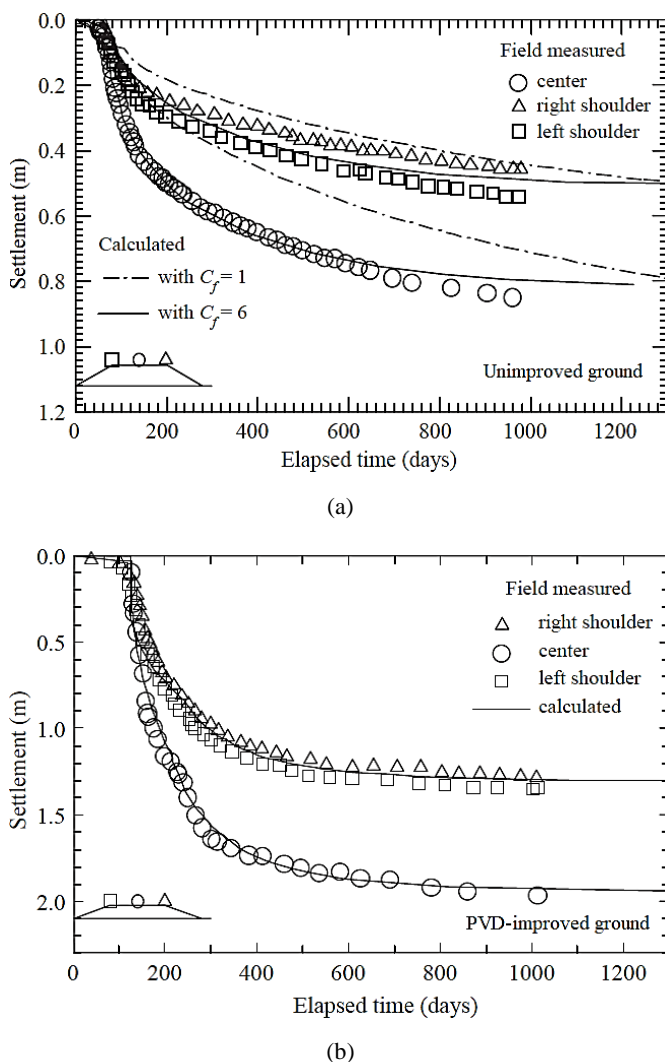 0.0
0.2
0.4
0.6
0.8
1.0
1.2
Settlement (m)
Field measured
center
right shoulder
left shoulder
Calculated
with C_f = 1
with C_f = 6
Unimproved ground
0 200 400 600 800 1000 1200
Elapsed time (days)
(a)
0.0
0.5
1.0
1.5
2.0
Settlement (m)
Field measured
right shoulder
center
left shoulder
calculated
PVD-improved ground
0 200 400 600 800 1000 1200
Elapsed time (days)
(b)